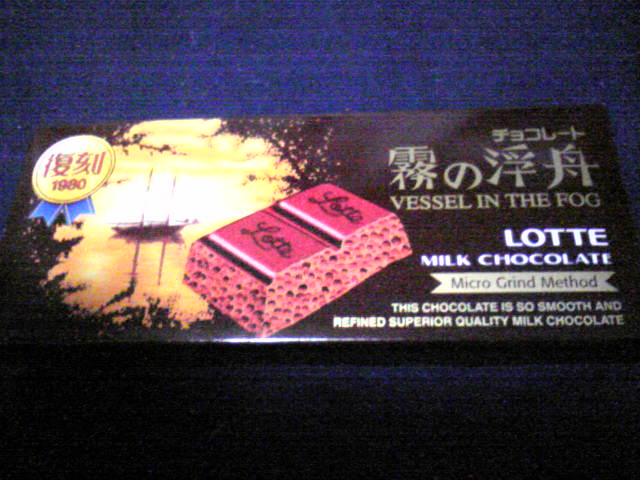 復刻
1980
チョコレート
霧の浮舟
VESSEL IN THE FOG
LOTTE
MILK CHOCOLATE
Micro Grind Method
THIS CHOCOLATE IS SO SMOOTH AND
REFINED SUPERIOR QUALITY MILK CHOCOLATE
Lotte
Lotte